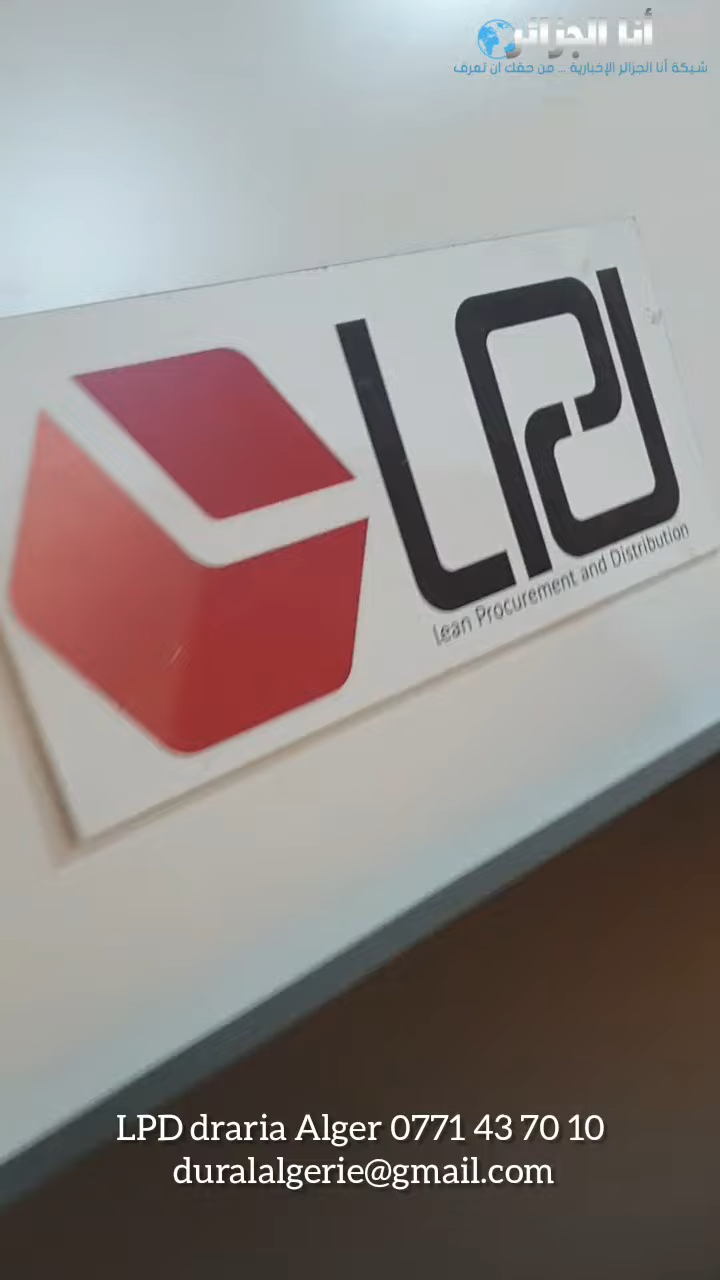 أنا الجزائر
شبكة أنا الجزائر الإخبارية ... من حقك ان تعرف
LPD
Lean Procurement and Distribution
LPD draria Alger 0771 43 70 10
duralalgerie@gmail.com